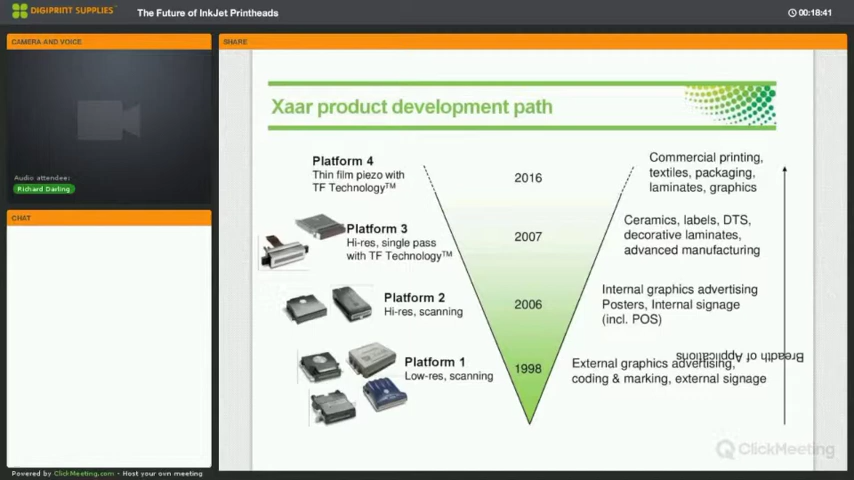 DIGIPRINT SUPPLIES
The Future of InkJet Printheads
00:18:41
CAMERA AND VOICE
SHARE
Audio attendee:
Richard Darling
CHAT
Xaar product development path
Platform 4
Thin film piezo with
TF Technology™
2016
Commercial printing,
textiles, packaging,
laminates, graphics
Platform 3
Hi-res, single pass
with TF Technology™
2007
Ceramics, labels, DTS,
decorative laminates,
advanced manufacturing
Platform 2
Hi-res, scanning
2006
Internal graphics advertising
Posters, Internal signage
(incl. POS)
Platform 1
Low-res, scanning
1998
External graphics advertising,
coding & marking, external signage
Breadth of Applications
ClickMeeting
Powered by ClickMeeting.com - Host your own meeting